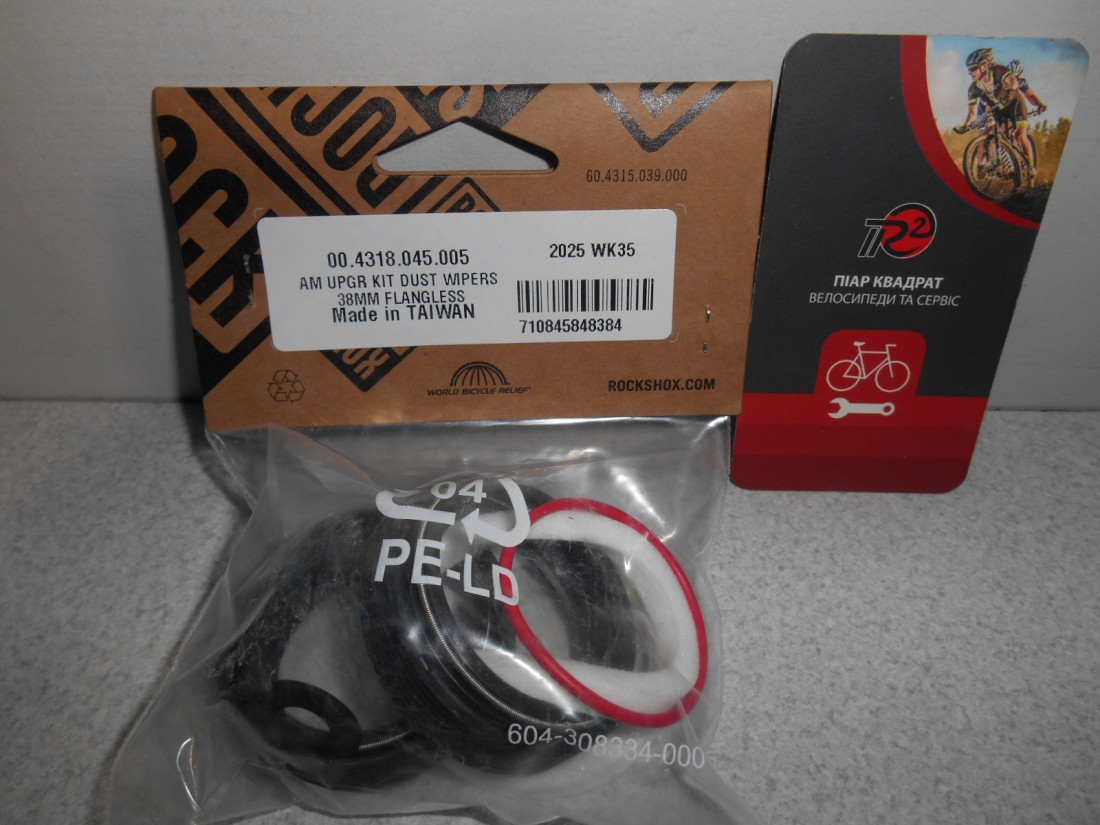 60.4315.039.000
00.4318.045.005
2025 WK35
AM UPGR KIT DUST WIPERS
38MM FLANGLESS
Made in TAIWAN
710845848384
WORLD BICYCLE RELIEF
ROCKSHOX.COM
R2
ПІАР КВАДРАТ
ВЕЛОСИПЕДИ ТА СЕРВІС
04
PE-LD
604-308334-000